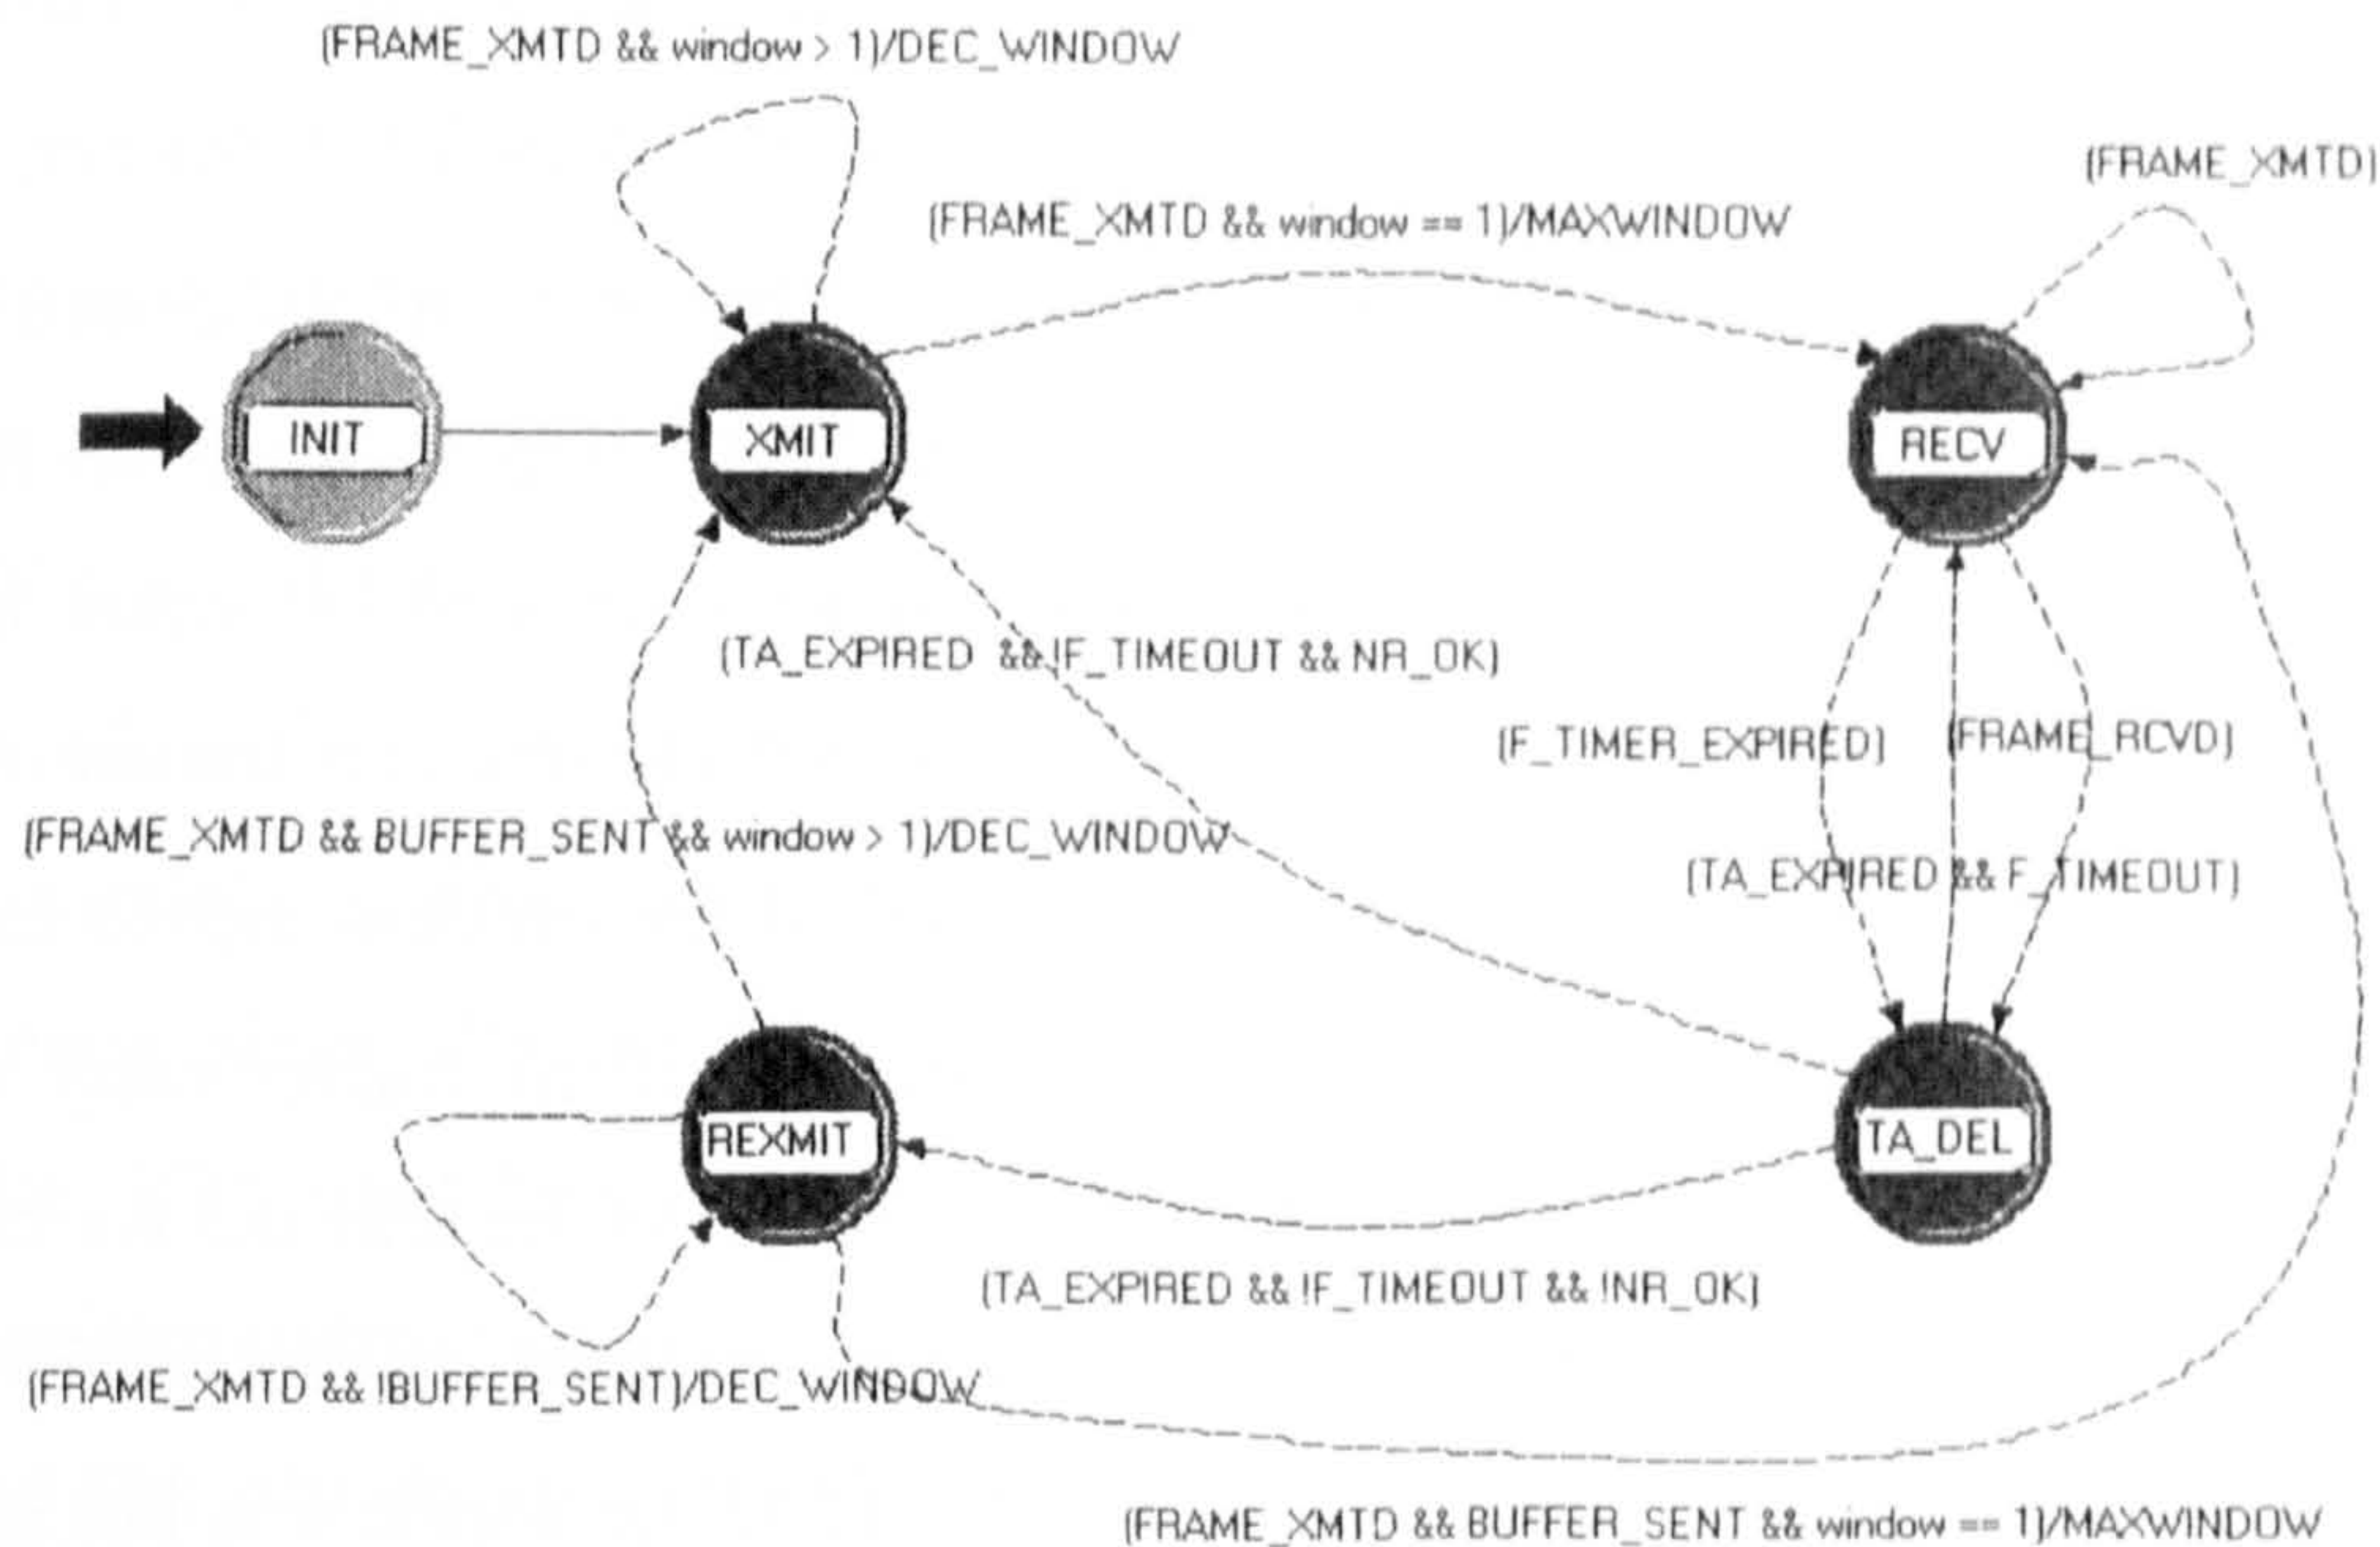 (FRAME_XMTD && window > 1)/DEC_WINDOW
(FRAME_XMTD)
(FRAME_XMTD && window == 1)/MAXWINDOW
INIT
XMIT
RECV
(TA_EXPIRED && !F_TIMEOUT && NR_OK)
(F_TIMER_EXPIRED)
(FRAME_RCVD)
(FRAME_XMTD && BUFFER_SENT && window > 1)/DEC_WINDOW
(TA_EXPIRED && F_TIMEOUT)
REXMIT
TA_DEL
(TA_EXPIRED && !F_TIMEOUT && !NR_OK)
(FRAME_XMTD && !BUFFER_SENT)/DEC_WINDOW
(FRAME_XMTD && BUFFER_SENT && window == 1)/MAXWINDOW